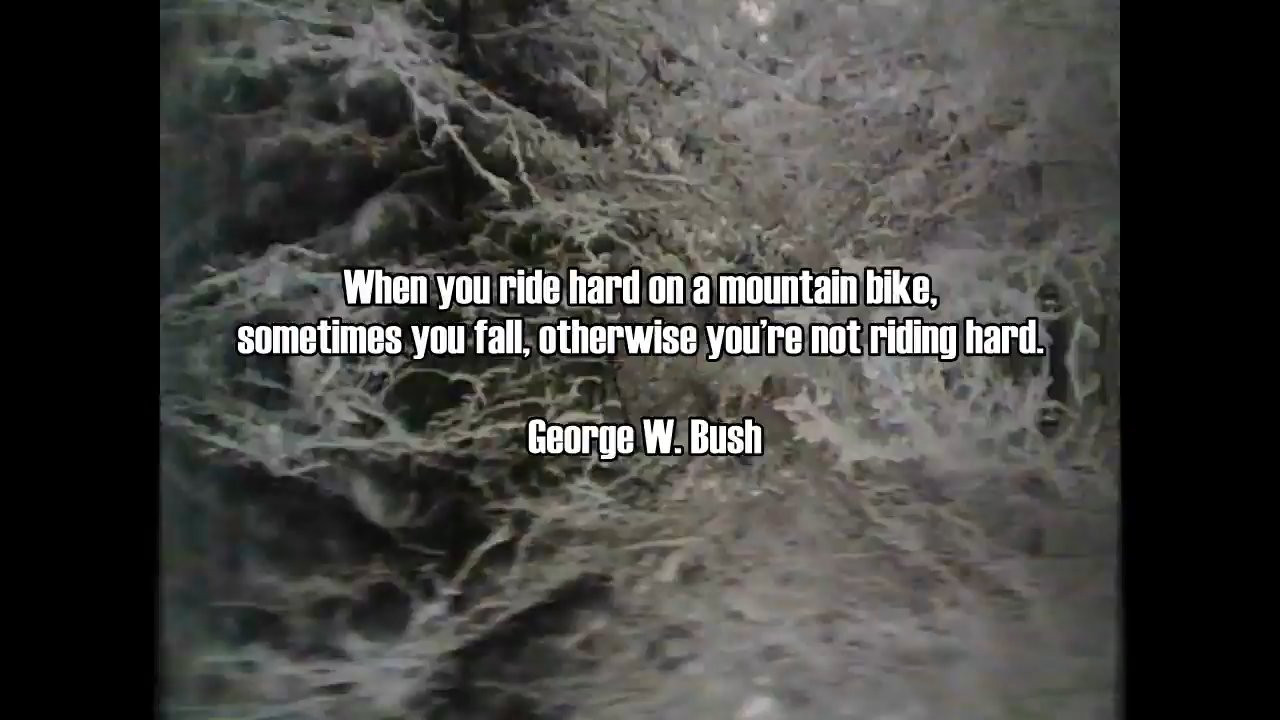 When you ride hard on a mountain bike,
sometimes you fall, otherwise you're not riding hard.
George W. Bush